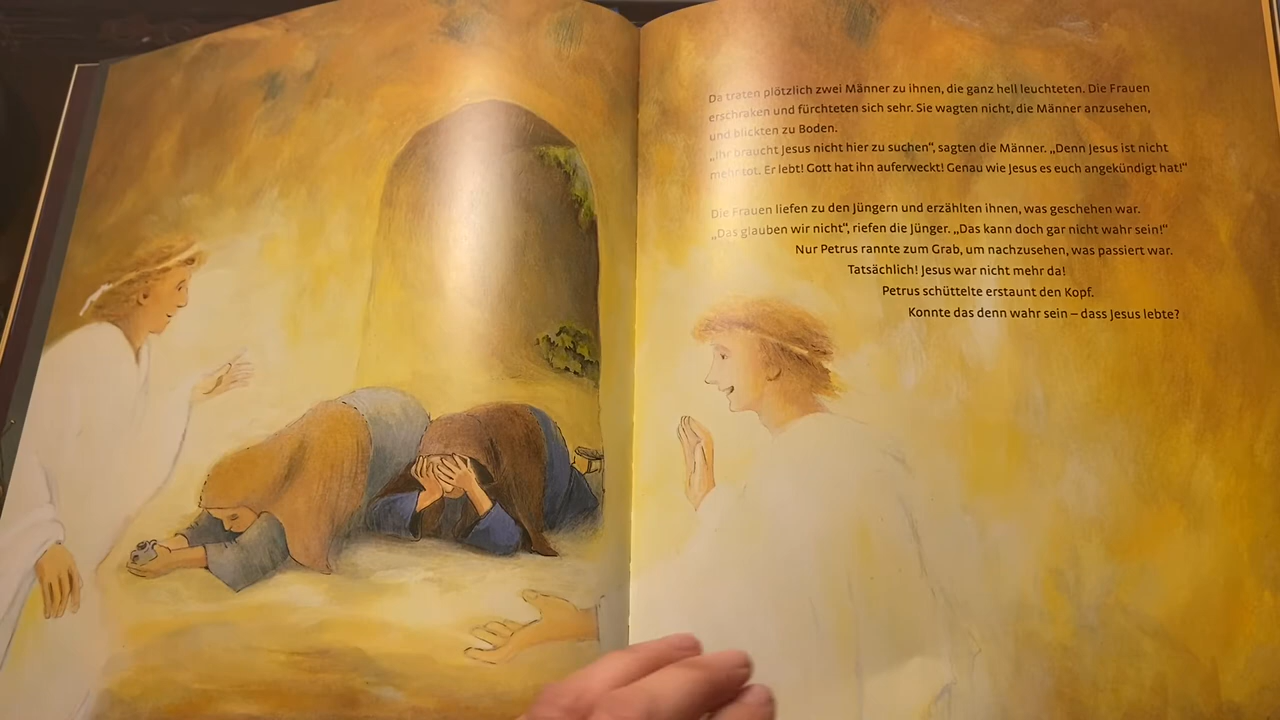 Da traten plötzlich zwei Männer zu ihnen, die ganz hell leuchteten. Die Frauen
erschraken und fürchteten sich sehr. Sie wagten nicht, die Männer anzusehen,
und blickten zu Boden.
„Ihr braucht Jesus nicht hier zu suchen“, sagten die Männer. „Denn Jesus ist nicht
mehr tot. Er lebt! Gott hat ihn auferweckt! Genau wie Jesus es euch angekündigt hat!“
Die Frauen liefen zu den Jüngern und erzählten ihnen, was geschehen war.
„Das glauben wir nicht“, riefen die Jünger. „Das kann doch gar nicht wahr sein!“
Nur Petrus rannte zum Grab, um nachzusehen, was passiert war.
Tatsächlich! Jesus war nicht mehr da!
Petrus schüttelte erstaunt den Kopf.
Konnte das denn wahr sein – dass Jesus lebte?